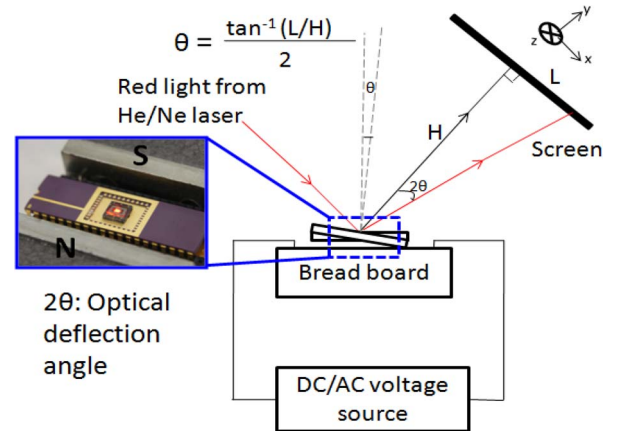 θ = tan⁻¹ (L/H)
2
Red light from
He/Ne laser
θ
y
z
x
L
H
Screen
2θ
S
N
Bread board
2θ: Optical
deflection
angle
DC/AC voltage
source